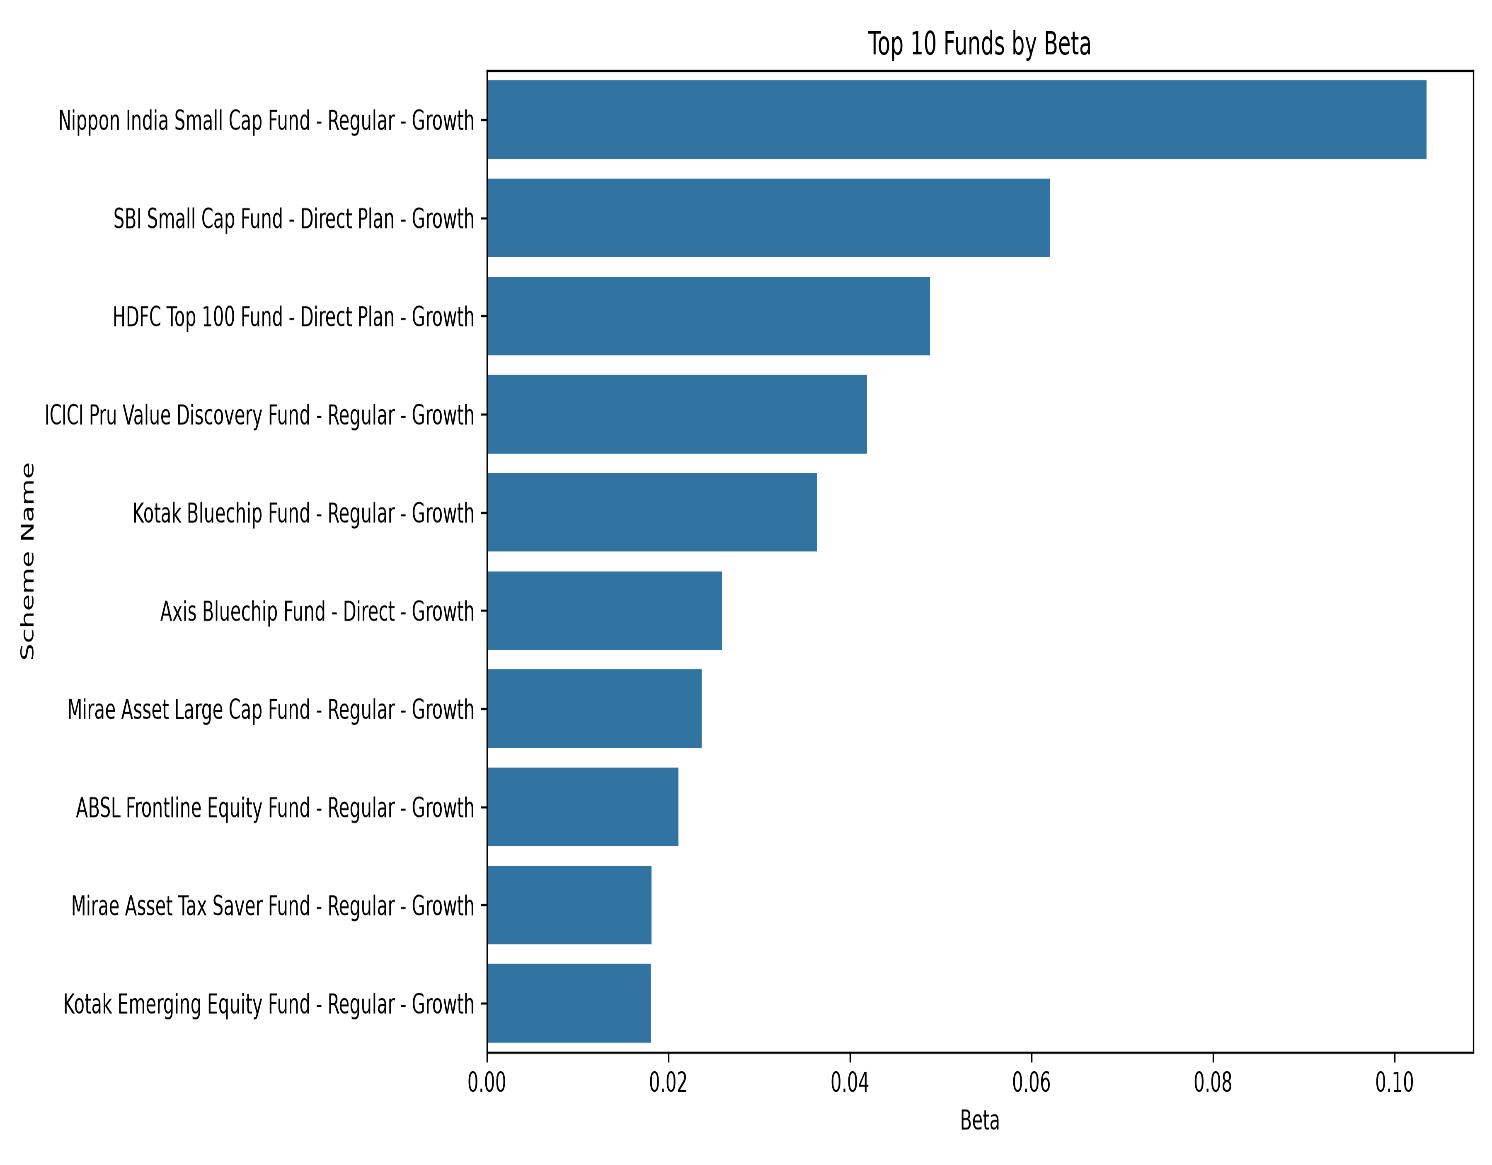 Top 10 Funds by Beta
Nippon India Small Cap Fund - Regular - Growth
SBI Small Cap Fund - Direct Plan - Growth
HDFC Top 100 Fund - Direct Plan - Growth
ICICI Pru Value Discovery Fund - Regular - Growth
Kotak Bluechip Fund - Regular - Growth
Axis Bluechip Fund - Direct - Growth
Mirae Asset Large Cap Fund - Regular - Growth
ABSL Frontline Equity Fund - Regular - Growth
Mirae Asset Tax Saver Fund - Regular - Growth
Kotak Emerging Equity Fund - Regular - Growth
Scheme Name
0.00 0.02 0.04 0.06 0.08 0.10
Beta